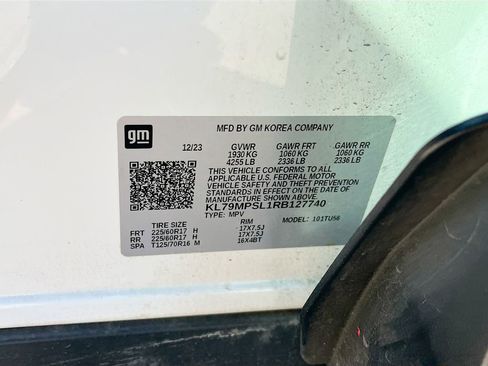 gm
MFD BY GM KOREA COMPANY
12/23 GVWR GAWR FRT GAWR RR
1930 KG 1060 KG 1060 KG
4255 LB 2336 LB 2336 LB
THIS VEHICLE CONFORMS TO ALL
APPLICABLE U.S. FEDERAL MOTOR
VEHICLE SAFETY AND THEFT PREVENTION
STANDARDS IN EFFECT ON THE DATE OF
MANUFACTURE SHOWN ABOVE.
KL79MPSL1RB127740
TYPE: MPV MODEL: 101TU56
TIRE SIZE RIM
FRT 225/60R17 H 17X7.5J
RR 225/60R17 H 17X7.5J
SPA T125/70R16 M 16X4BT